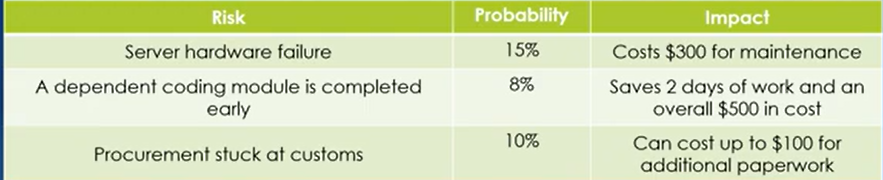 Risk Probability Impact
Server hardware failure 15% Costs $300 for maintenance
A dependent coding module is completed 8% Saves 2 days of work and an
early overall $500 in cost
Procurement stuck at customs 10% Can cost up to $100 for
additional paperwork